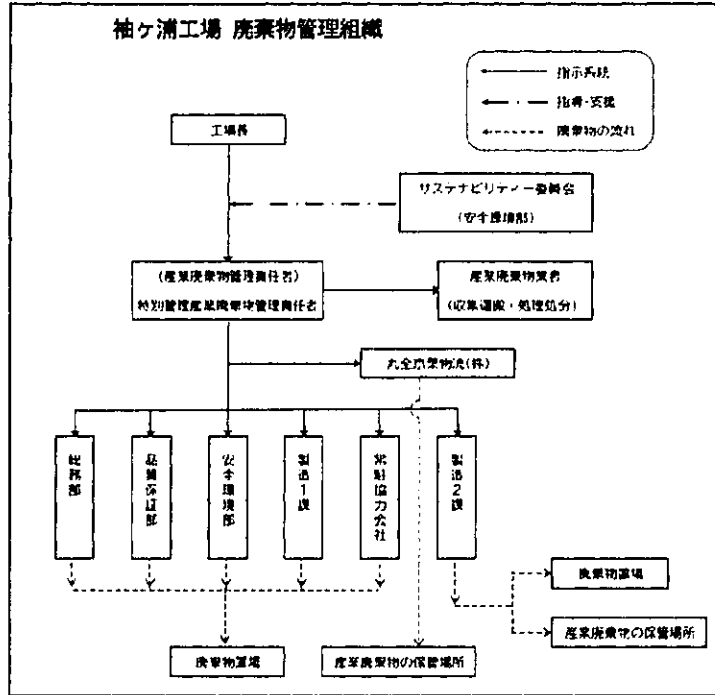 袖ヶ浦工場 廃棄物管理組織
指示系統
指導・支援
廃棄物の流れ
工場長
サステナビリティー委員会
(安全環境部)
(産業廃棄物管理責任者)
特別管理産業廃棄物管理責任者
産業廃棄物業者
(収集運搬・処理処分)
丸全京葉物流(株)
総務部
品質保証部
安全環境部
製造1課
常駐協力会社
製造2課
廃棄物置場
産業廃棄物の保管場所
廃棄物置場
産業廃棄物の保管場所